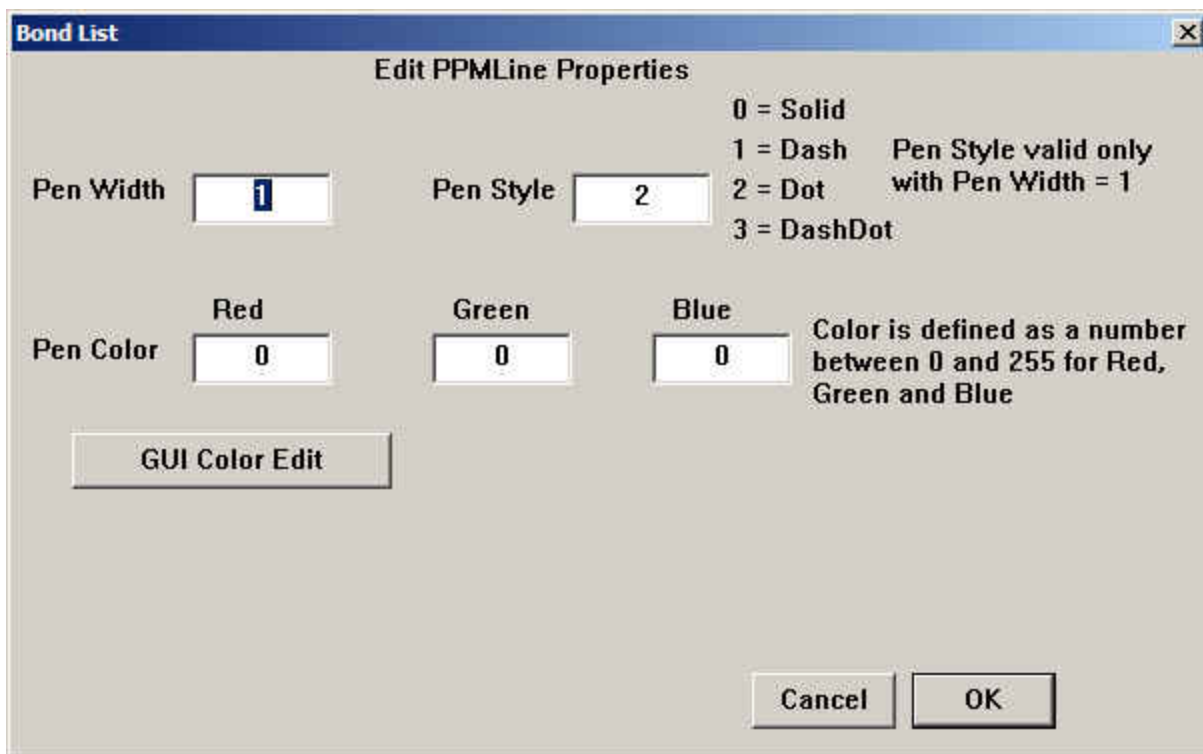 Bond List
Edit PPMLine Properties
0 = Solid
1 = Dash
2 = Dot
3 = DashDot
Pen Style valid only
with Pen Width = 1
Pen Width 1 Pen Style 2
Red Green Blue
Pen Color 0 0 0
Color is defined as a number
between 0 and 255 for Red,
Green and Blue
GUI Color Edit
Cancel OK